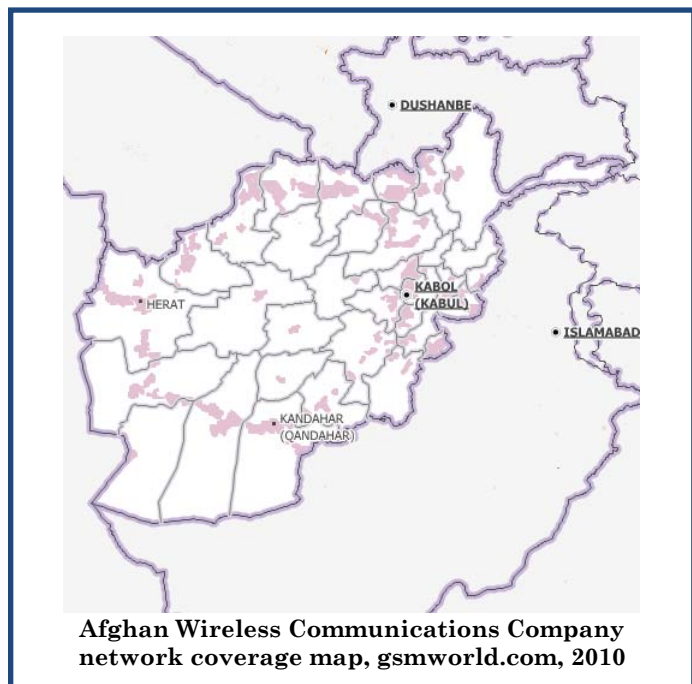 DUSHANBE
KABOL
(KABUL)
HERAT
ISLAMABAD
KANDAHAR
(QANDAHAR)
Afghan Wireless Communications Company
network coverage map, gsmworld.com, 2010